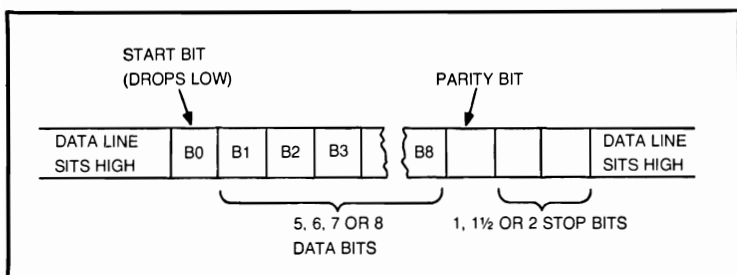 START BIT
(DROPS LOW)
PARITY BIT
DATA LINE
SITS HIGH
B0
B1
B2
B3
B8
DATA LINE
SITS HIGH
5, 6, 7 OR 8
DATA BITS
1, 1½ OR 2 STOP BITS